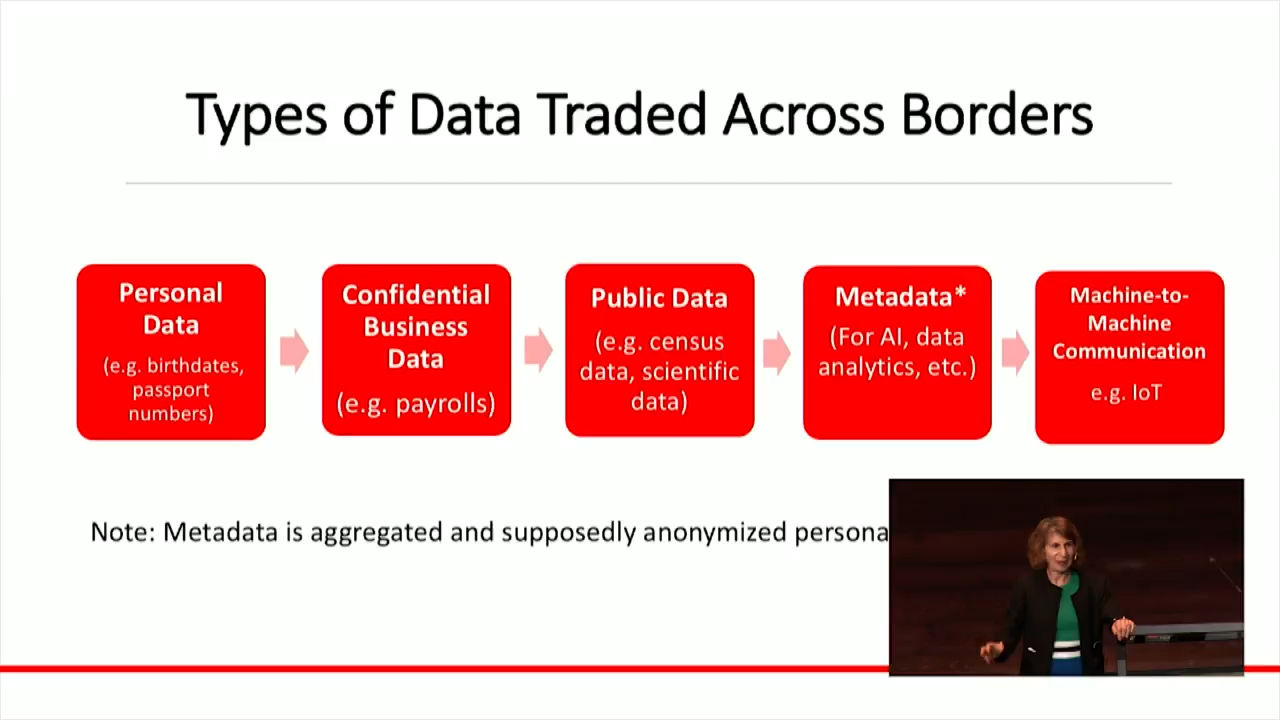 Types of Data Traded Across Borders
Personal
Data
(e.g. birthdates,
passport
numbers)
Confidential
Business
Data
(e.g. payrolls)
Public Data
(e.g. census
data, scientific
data)
Metadata*
(For AI, data
analytics, etc.)
Machine-to-
Machine
Communication
e.g. IoT
Note: Metadata is aggregated and supposedly anonymized